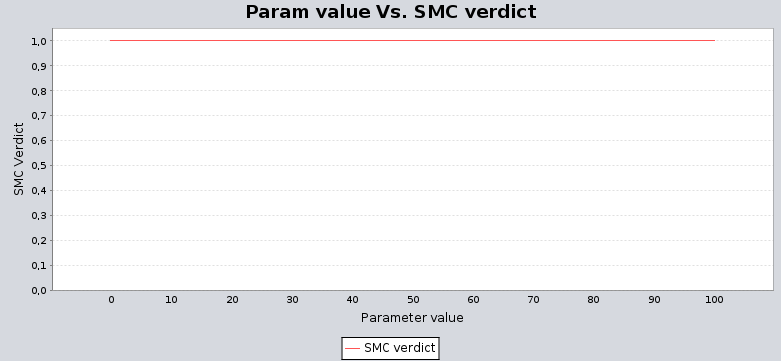 Param value Vs. SMC verdict
1,0
0,9
0,8
0,7
0,6
0,5
0,4
0,3
0,2
0,1
0,0
SMC Verdict
0 10 20 30 40 50 60 70 80 90 100
Parameter value
SMC verdict